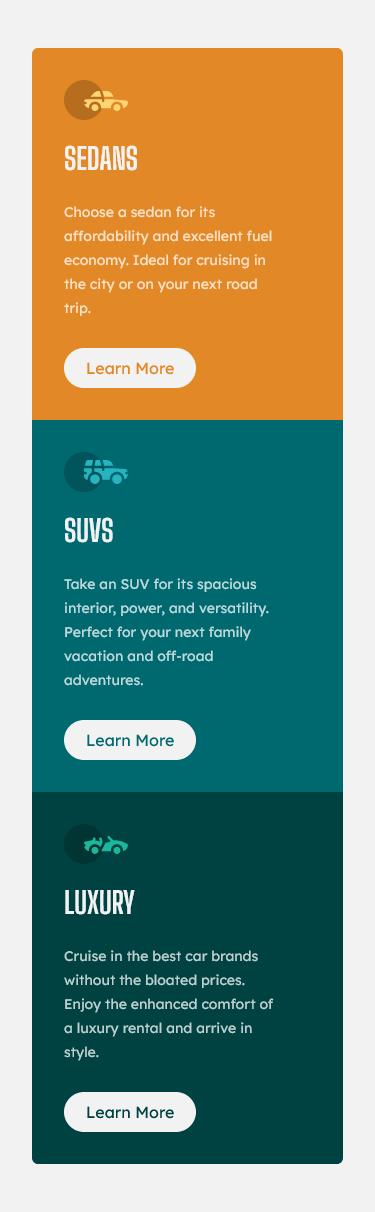 SEDANS
Choose a sedan for its
affordability and excellent fuel
economy. Ideal for cruising in
the city or on your next road
trip.
Learn More
SUVS
Take an SUV for its spacious
interior, power, and versatility.
Perfect for your next family
vacation and off-road
adventures.
Learn More
LUXURY
Cruise in the best car brands
without the bloated prices.
Enjoy the enhanced comfort of
a luxury rental and arrive in
style.
Learn More